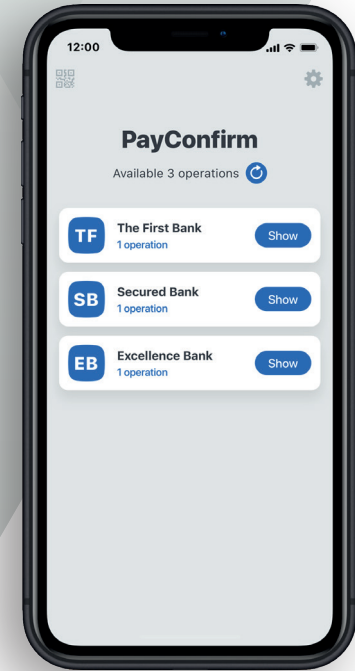 12:00
PayConfirm
Available 3 operations
TF
The First Bank
1 operation
Show
SB
Secured Bank
1 operation
Show
EB
Excellence Bank
1 operation
Show